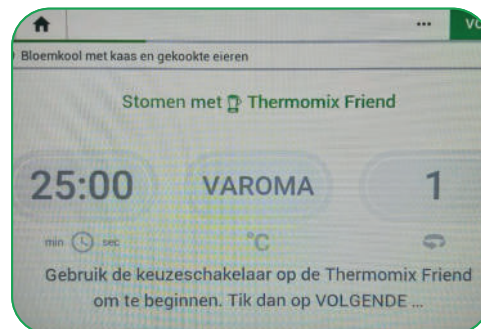 ... VO
Bloemkool met kaas en gekookte eieren
Stomen met Thermomix Friend
25:00 VAROMA 1
min sec °C
Gebruik de keuzeschakelaar op de Thermomix Friend
om te beginnen. Tik dan op VOLGENDE ...